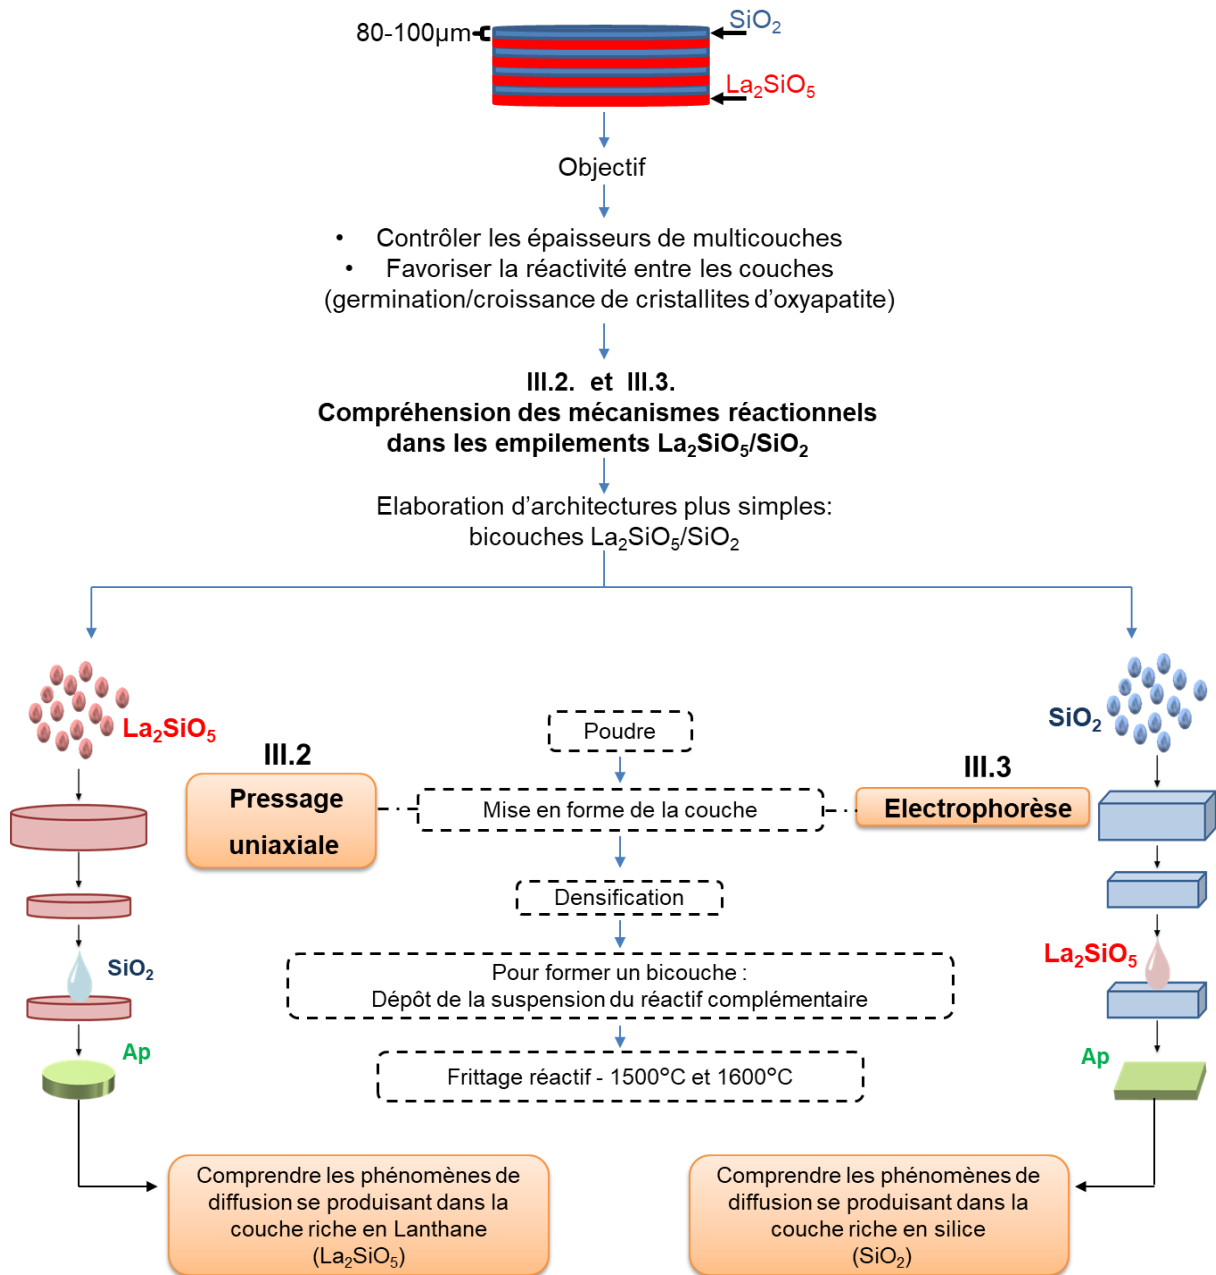 80-100µm
SiO₂
La₂SiO₅
Objectif
• Contrôler les épaisseurs de multicouches
• Favoriser la réactivité entre les couches
(germination/croissance de cristallites d’oxyapatite)
III.2. et III.3.
Compréhension des mécanismes réactionnels
dans les empilements La₂SiO₅/SiO₂
Elaboration d’architectures plus simples:
bicouches La₂SiO₅/SiO₂
La₂SiO₅
SiO₂
Poudre
III.2
Pressage
uniaxiale
Mise en forme de la couche
III.3
Electrophorèse
Densification
SiO₂
La₂SiO₅
Pour former un bicouche :
Dépôt de la suspension du réactif complémentaire
Ap
Ap
Frittage réactif - 1500°C et 1600°C
Comprendre les phénomènes de
diffusion se produisant dans la
couche riche en Lanthane
(La₂SiO₅)
Comprendre les phénomènes de
diffusion se produisant dans la
couche riche en silice
(SiO₂)